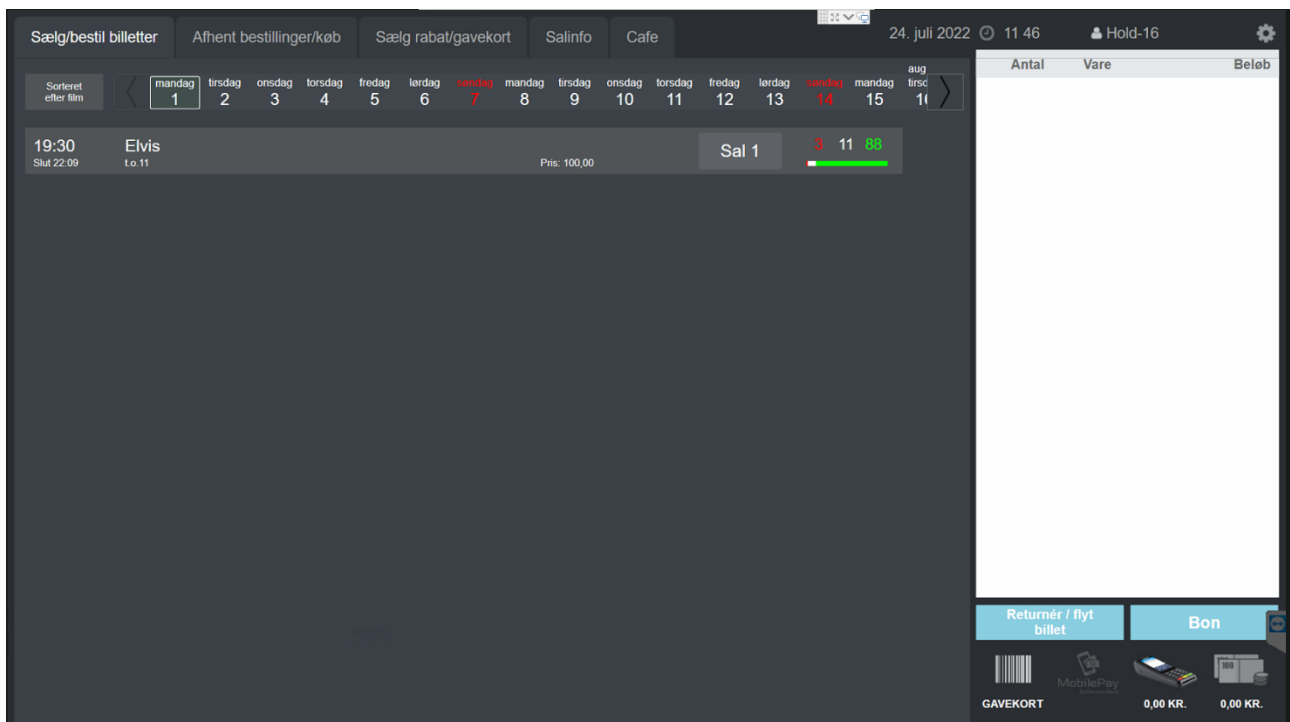 Sælg/bestil billetter Afhent bestillinger/køb Sælg rabat/gavekort Salinfo Cafe 24. juli 2022 11 46 Hold-16
Antal Vare Beløb
aug
Sorteret
efter film
mandag tirsdag onsdag torsdag fredag lørdag søndag mandag tirsdag onsdag torsdag fredag lørdag søndag mandag tirsd
1 2 3 4 5 6 7 8 9 10 11 12 13 14 15 16
19:30 Elvis Sal 1 3 11 88
Slut 22:09 t.o.11 Pris: 100,00
Returnér / flyt
billet
Bon
100
MobilePay
GAVEKORT 0,00 KR. 0,00 KR.